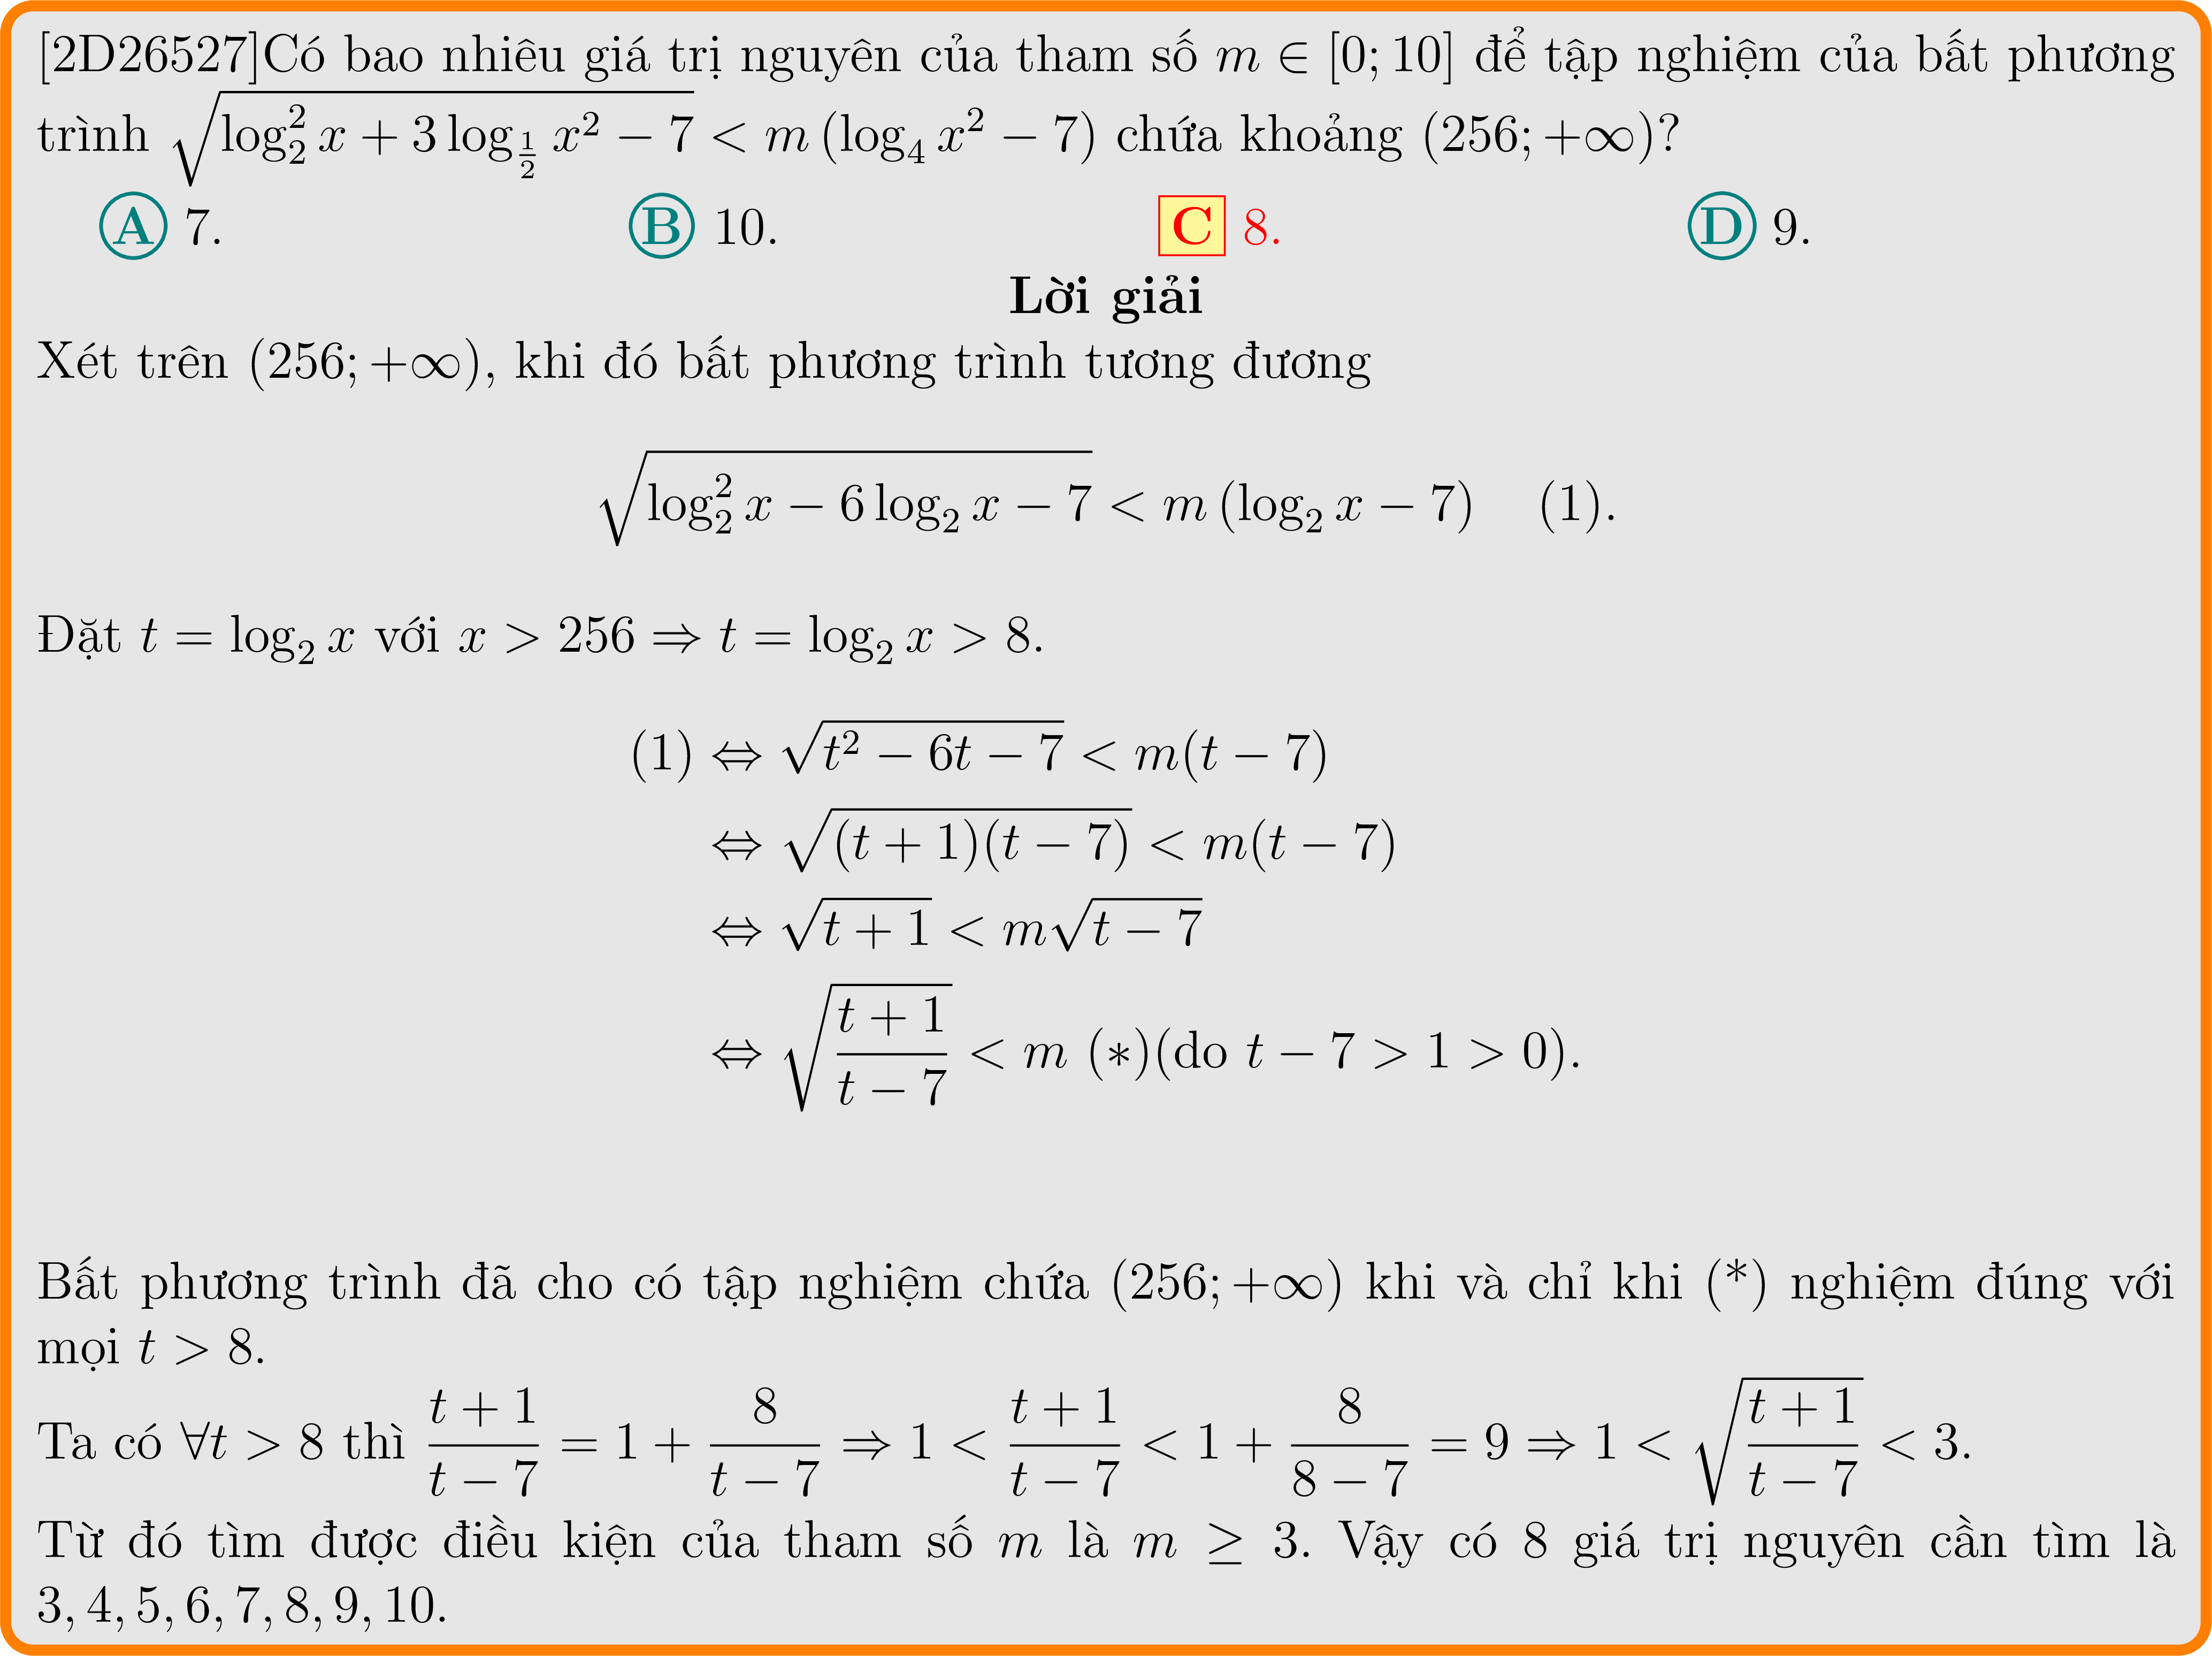 [2D26527]Có bao nhiêu giá trị nguyên của tham số $m \in [0; 10]$ để tập nghiệm của bất phương
trình $\sqrt{\log_2^2 x + 3\log_{\frac{1}{2}} x^2 - 7} < m\left(\log_4 x^2 - 7\right)$ chứa khoảng $(256; +\infty)$?
A 7. B 10. C 8. D 9.
Lời giải
Xét trên $(256; +\infty)$, khi đó bất phương trình tương đương
$\sqrt{\log_2^2 x - 6\log_2 x - 7} < m\left(\log_2 x - 7\right)$ (1).
Đặt $t = \log_2 x$ với $x > 256 \Rightarrow t = \log_2 x > 8$.
$(1) \Leftrightarrow \sqrt{t^2 - 6t - 7} < m(t - 7)$
$\Leftrightarrow \sqrt{(t + 1)(t - 7)} < m(t - 7)$
$\Leftrightarrow \sqrt{t + 1} < m\sqrt{t - 7}$
$\Leftrightarrow \sqrt{\dfrac{t + 1}{t - 7}} < m$ (∗)(do $t - 7 > 1 > 0$).
Bất phương trình đã cho có tập nghiệm chứa $(256; +\infty)$ khi và chỉ khi (*) nghiệm đúng với
mọi $t > 8$.
Ta có $\forall t > 8$ thì $\dfrac{t + 1}{t - 7} = 1 + \dfrac{8}{t - 7} \Rightarrow 1 < \dfrac{t + 1}{t - 7} < 1 + \dfrac{8}{8 - 7} = 9 \Rightarrow 1 < \sqrt{\dfrac{t + 1}{t - 7}} < 3$.
Từ đó tìm được điều kiện của tham số $m$ là $m \geq 3$. Vậy có 8 giá trị nguyên cần tìm là
3, 4, 5, 6, 7, 8, 9, 10.